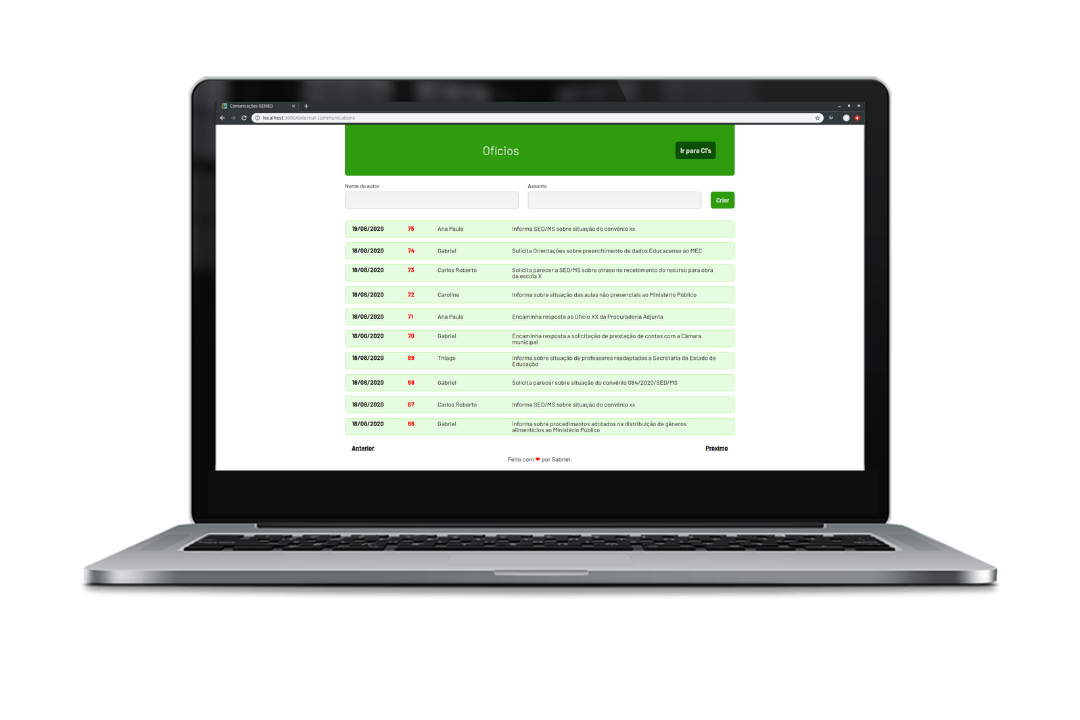 Comunicações GEMED
localhost:3000/external-communications
Ofícios
Ir para CI's
Nome do autor
Assunto
Criar
19/08/2020 75 Ana Paula Informa SED/MS sobre situação do convênio xx
18/08/2020 74 Gabriel Solicita Orientações sobre preenchimento de dados Educacenso ao MEC
18/08/2020 73 Carlos Roberto Solicita parecer a SED/MS sobre atraso no recebimento do recurso para obra
da escola X
18/08/2020 72 Caroline Informa sobre situação das aulas não presenciais ao Ministério Público
18/08/2020 71 Ana Paula Encaminha resposta ao Ofício XX da Procuradoria Adjunta
18/08/2020 70 Gabriel Encaminha resposta a solicitação de prestação de contas com a Câmara
municipal
18/08/2020 69 Thiago Informa sobre situação de professores readaptados a Secretaria de Estado de
Educação
18/08/2020 68 Gabriel Solicita parecer sobre situação do convênio 684/2020/SED/MS
18/08/2020 67 Carlos Roberto Informa SED/MS sobre situação do convênio xx
18/08/2020 66 Gabriel Informa sobre procedimentos adotados na distribuição de gêneros
alimentícios ao Ministério Público
Anterior
Próximo
Feito com ❤ por Gabriel.